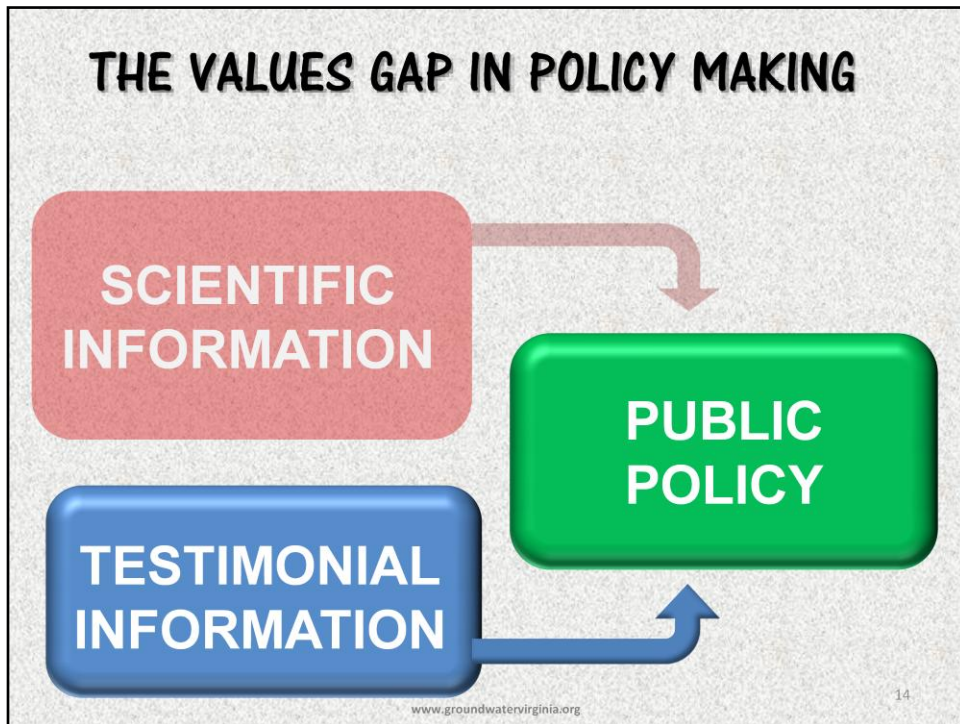 THE VALUES GAP IN POLICY MAKING
SCIENTIFIC
INFORMATION
PUBLIC
POLICY
TESTIMONIAL
INFORMATION
www.groundwatervirginia.org
14